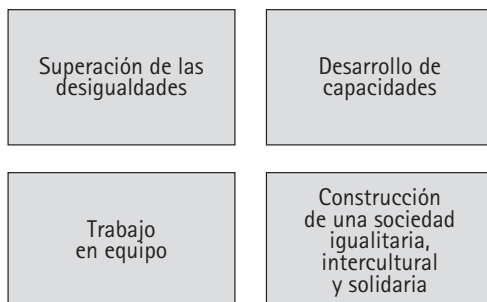 Superación de las
desigualdades
Desarrollo de
capacidades
Trabajo
en equipo
Construcción
de una sociedad
igualitaria,
intercultural
y solidaria